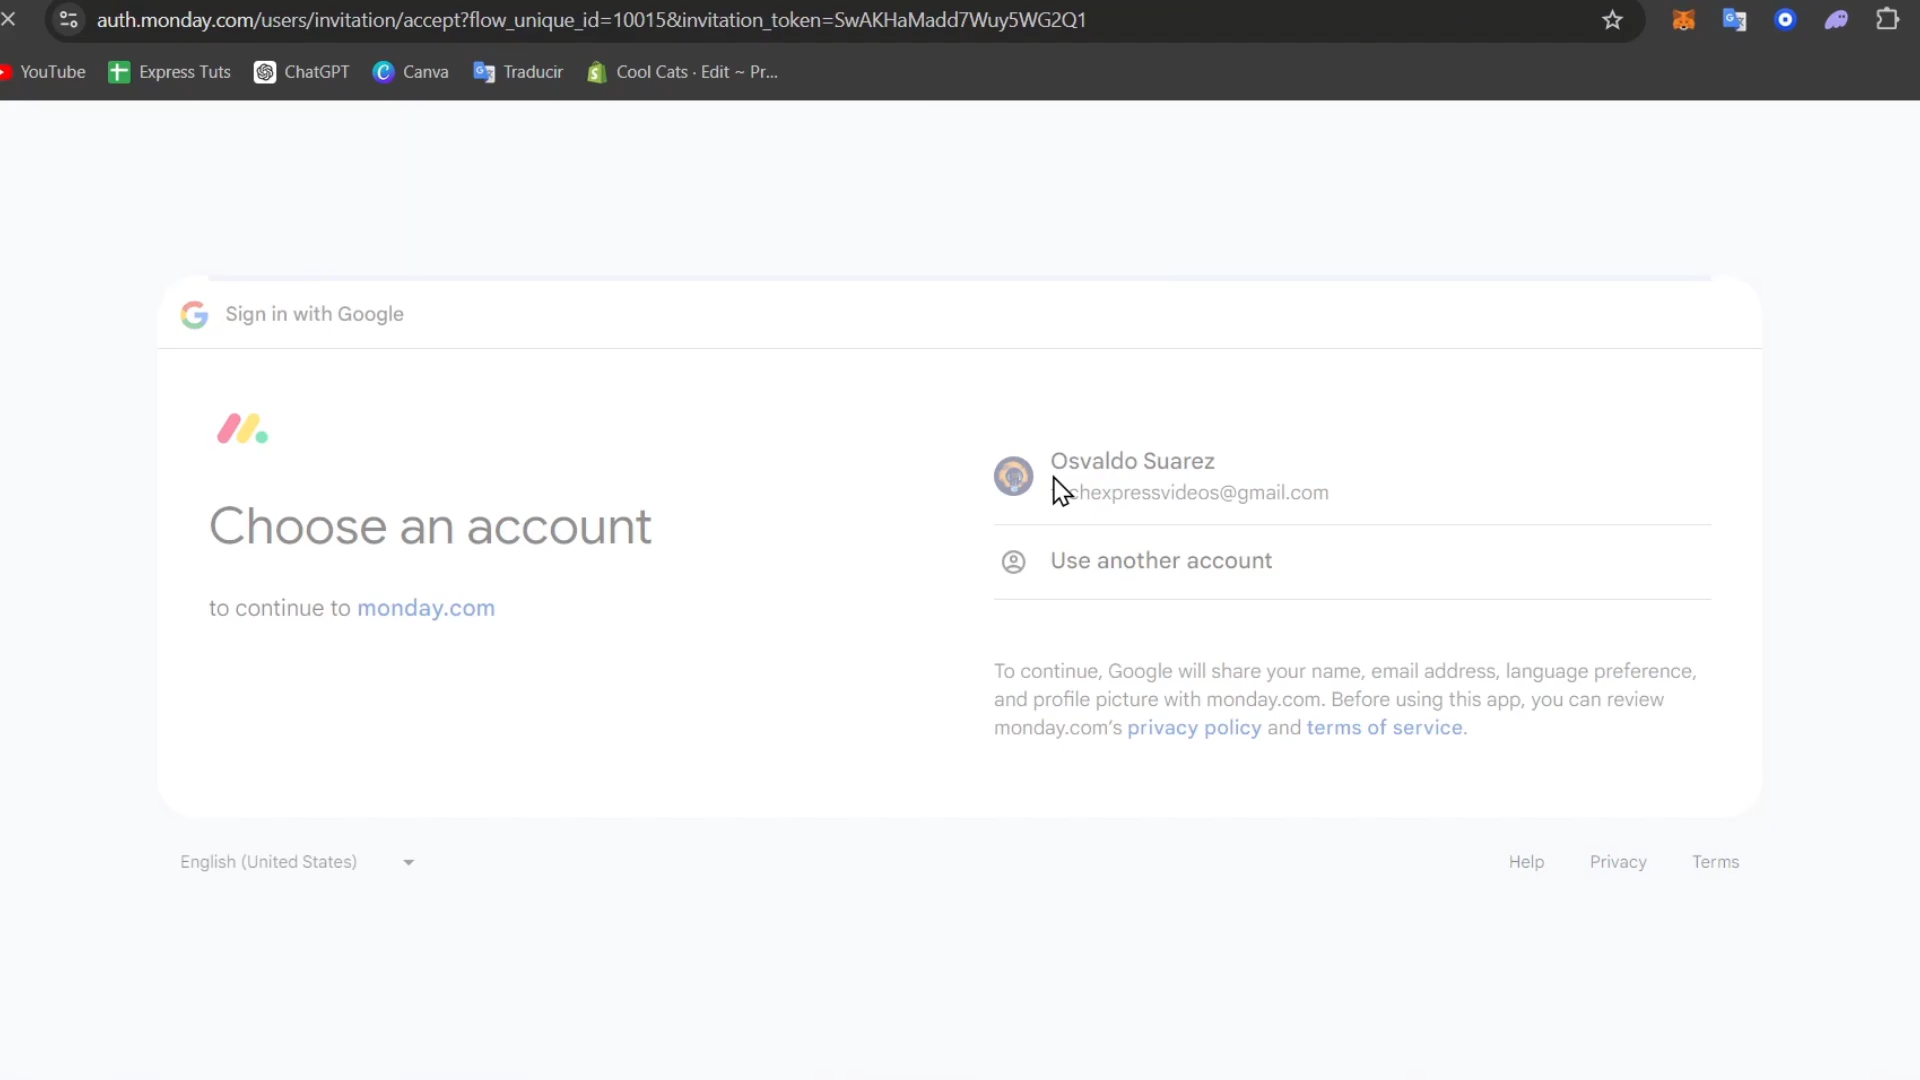 auth.monday.com/users/invitation/accept?flow_unique_id=10015&invitation_token=SwAKHaMadd7Wuy5WG2Q1
YouTube Express Tuts ChatGPT Canva Traducir Cool Cats · Edit ~ Pr...
Sign in with Google
Choose an account
to continue to monday.com
Osvaldo Suarez
chexpressvideos@gmail.com
Use another account
To continue, Google will share your name, email address, language preference,
and profile picture with monday.com. Before using this app, you can review
monday.com's privacy policy and terms of service.
English (United States)
Help Privacy Terms